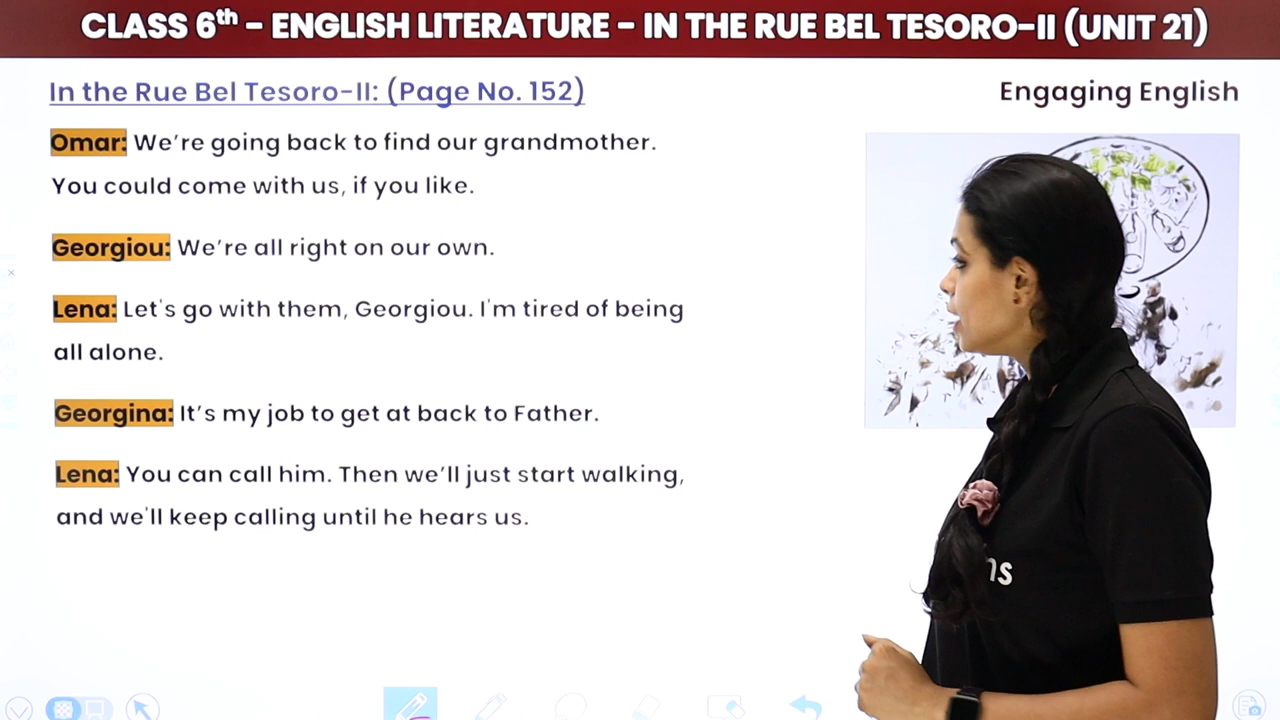 CLASS 6th - ENGLISH LITERATURE - IN THE RUE BEL TESORO-II (UNIT 21)
In the Rue Bel Tesoro-II: (Page No. 152)
Engaging English
Omar: We're going back to find our grandmother.
You could come with us, if you like.
Georgiou: We're all right on our own.
Lena: Let's go with them, Georgiou. I'm tired of being
all alone.
Georgina: It's my job to get at back to Father.
Lena: You can call him. Then we'll just start walking,
and we'll keep calling until he hears us.